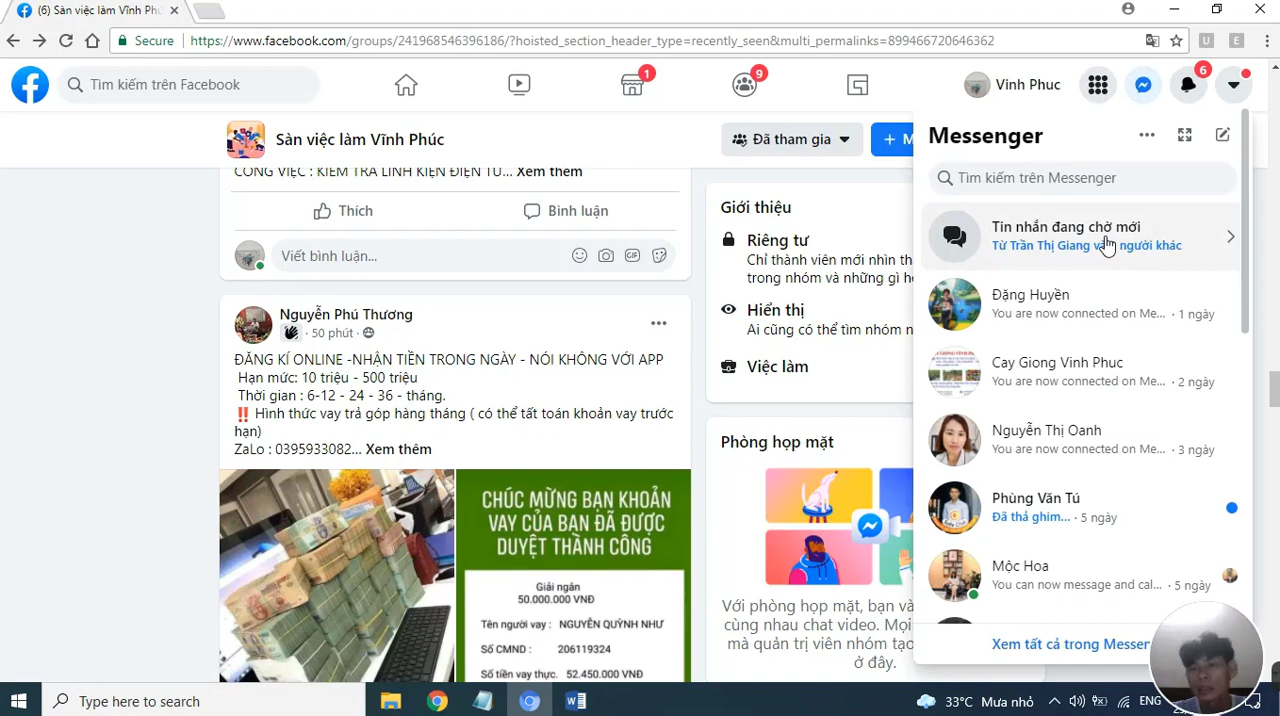 (6) Sàn việc làm Vĩnh Phú
Secure
https://www.facebook.com/groups/241968546396186/?hoisted_section_header_type=recently_seen&multi_permalinks=899466720646362
U
E
Tìm kiếm trên Facebook
1
9
Vinh Phuc
6
Sàn việc làm Vĩnh Phúc
Đã tham gia
+ M
CÔNG VIỆC : KIỂM TRA LINH KIỆN ĐIỆN TỬ... Xem thêm
Thích
Bình luận
Viết bình luận...
GIF
Nguyễn Phú Thương
50 phút
ĐĂNG KÍ ONLINE -NHẬN TIỀN TRONG NGÀY - NÓI KHÔNG VỚI APP
Hạn mức: 10 triệu - 500 triệu
Thời gian : 6-12 - 24 - 36 - tháng.
‼️ Hình thức vay trả góp hàng tháng ( có thể tất toán khoản vay trước
hạn)
ZaLo : 0395933082... Xem thêm
CHÚC MỪNG BẠN KHOẢN
VAY CỦA BẠN ĐÃ ĐƯỢC
DUYỆT THÀNH CÔNG
Giải ngân
50.000.000 VNĐ
Tên người vay : NGUYỄN QUỲNH NHƯ
Số CMND : 206119324
Số tiền vay thực. 52.450.000 VNĐ
Giới thiệu
Riêng tư
Chỉ thành viên mới nhìn th
trong nhóm và những gì h
Hiển thị
Ai cũng có thể tìm nhóm n
Việc làm
Phòng họp mặt
Với phòng họp mặt, bạn và
cùng nhau chat video. Mọi
mà quản trị viên nhóm tạo
ở đây.
Messenger
Tìm kiếm trên Messenger
Tin nhắn đang chờ mới
Từ Trần Thị Giang và người khác
Đặng Huyền
You are now connected on Me... · 1 ngày
Cay Giong Vinh Phuc
You are now connected on Me... · 2 ngày
Nguyễn Thị Oanh
You are now connected on Me... · 3 ngày
Phùng Văn Tú
Đã thả ghim... · 5 ngày
Mộc Hoa
You can now message and cal... · 5 ngày
Xem tất cả trong Messen
Type here to search
33°C Mưa nhỏ
ENG